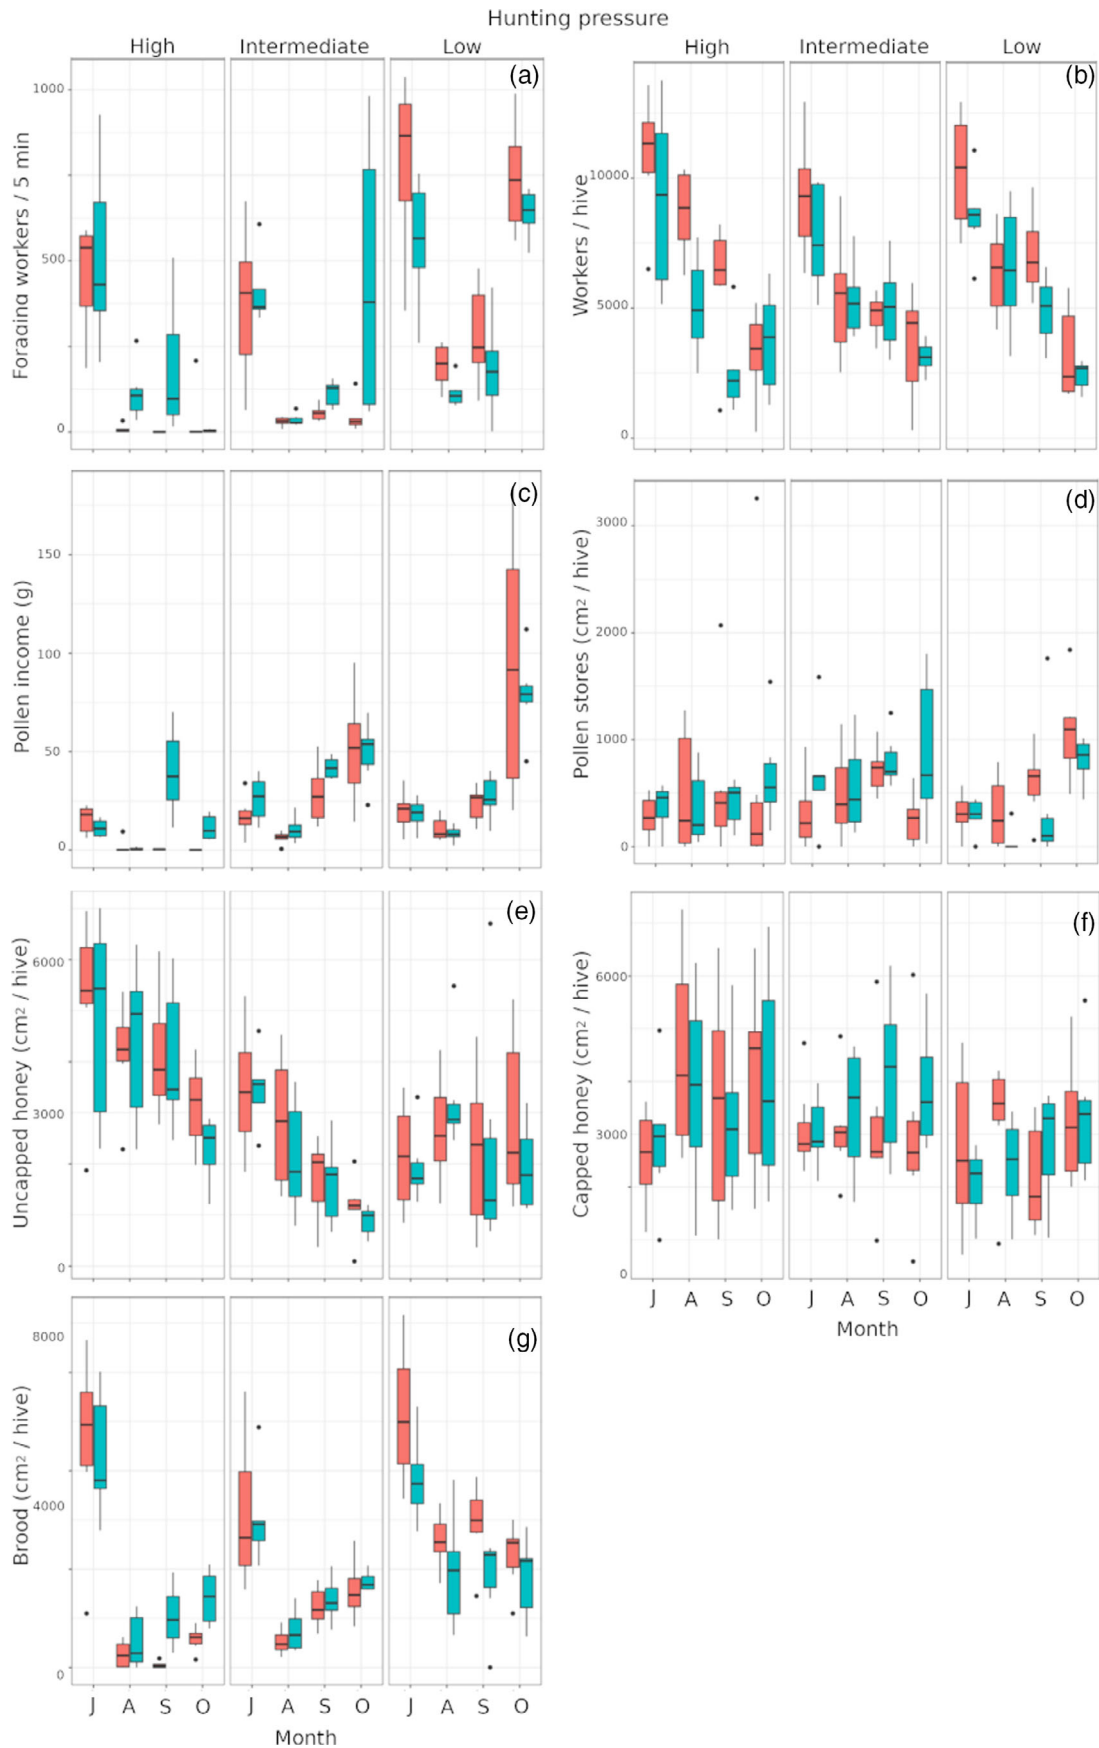 Hunting pressure
High Intermediate Low
High Intermediate Low
(a)
Foraging workers / 5 min
1000
500
0
(b)
Workers / hive
10000
5000
0
(c)
Pollen income (g)
150
100
50
0
(d)
Pollen stores (cm2 / hive)
3000
2000
1000
0
(e)
Uncapped honey (cm2 / hive)
6000
3000
0
(f)
Capped honey (cm2 / hive)
6000
3000
0
J A S O J A S O J A S O
Month
(g)
Brood (cm2 / hive)
8000
4000
0
J A S O J A S O J A S O
Month